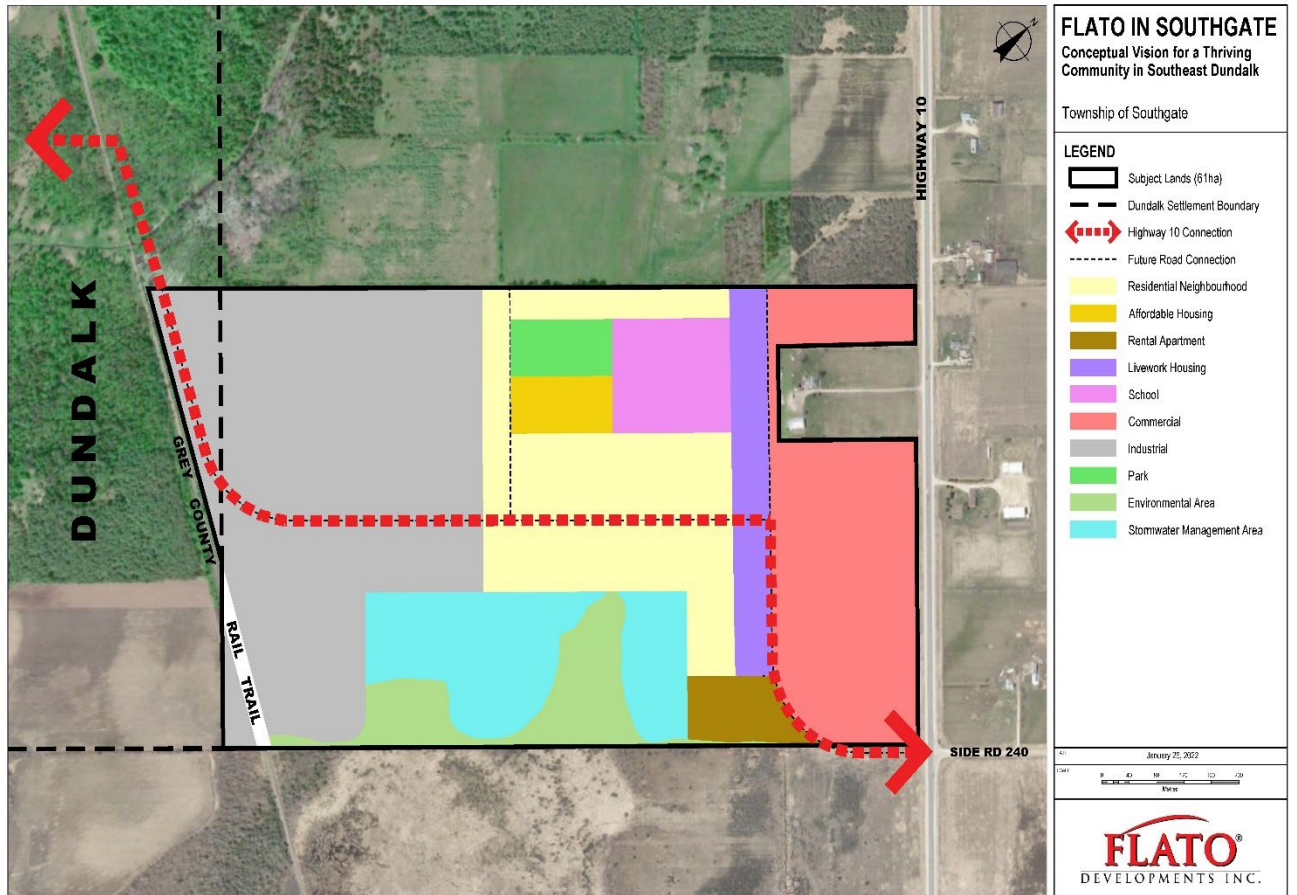 FLATO IN SOUTHGATE
Conceptual Vision for a Thriving
Community in Southeast Dundalk
Township of Southgate
LEGEND
Subject Lands (61ha)
Dundalk Settlement Boundary
Highway 10 Connection
Future Road Connection
Residential Neighbourhood
Affordable Housing
Rental Apartment
Livework Housing
School
Commercial
Industrial
Park
Environmental Area
Stormwater Management Area
N
HIGHWAY 10
DUNDALK
GREY COUNTY
RAIL TRAIL
SIDE RD 240
January 25, 2022
FLATO®
DEVELOPMENTS INC.